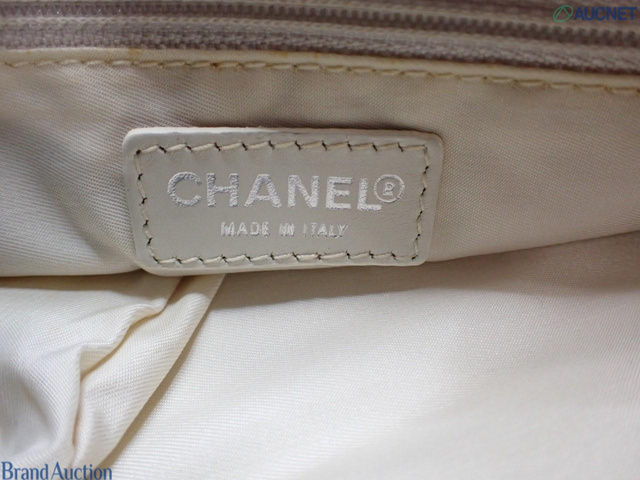 AUCNET
CHANEL®
MADE IN ITALY
Brand Auction